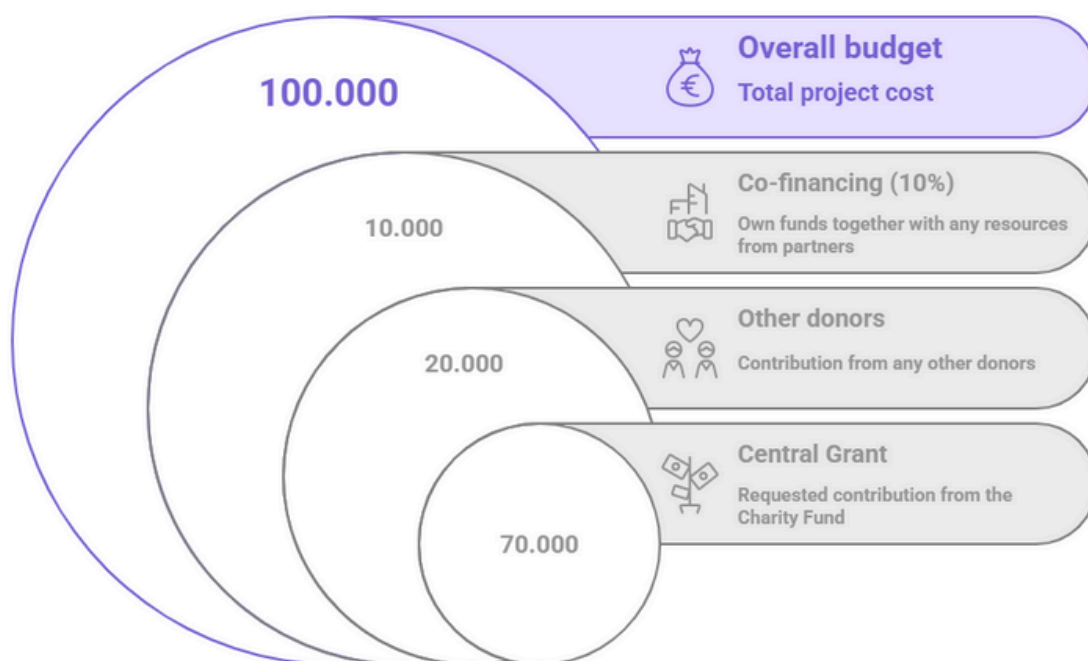 100.000
Overall budget
Total project cost
10.000
Co-financing (10%)
Own funds together with any resources
from partners
20.000
Other donors
Contribution from any other donors
70.000
Central Grant
Requested contribution from the
Charity Fund